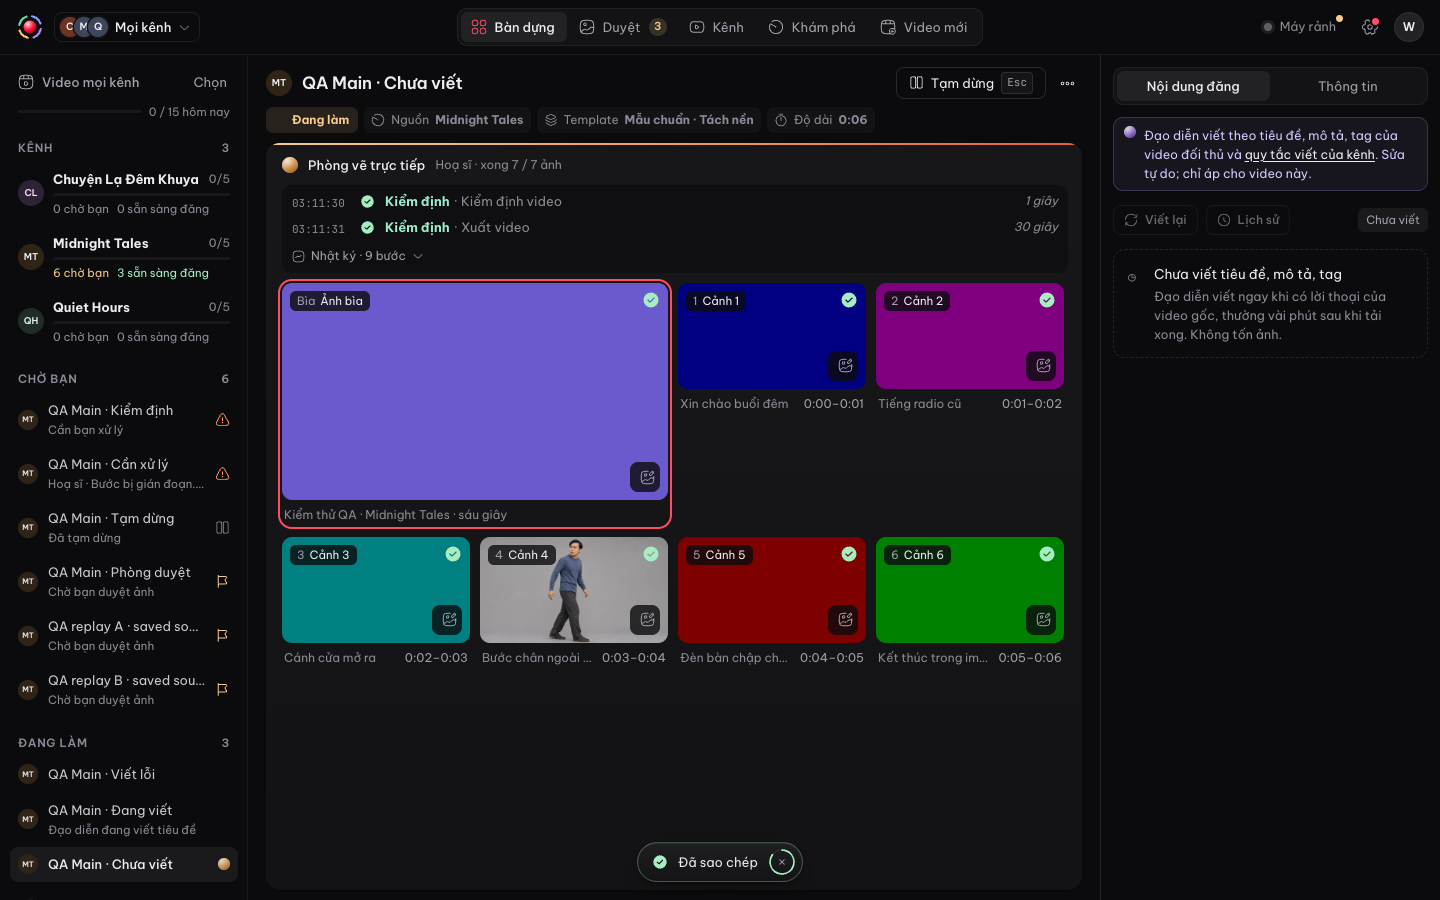 C M Q Mọi kênh
Bàn dựng
Duyệt 3
Kênh
Khám phá
Video mới
Máy rảnh
W
Video mọi kênh
Chọn
0 / 15 hôm nay
KÊNH 3
CL Chuyện Lạ Đêm Khuya 0/5
0 chờ bạn 0 sẵn sàng đăng
MT Midnight Tales 0/5
6 chờ bạn 3 sẵn sàng đăng
QH Quiet Hours 0/5
0 chờ bạn 0 sẵn sàng đăng
CHỜ BẠN 6
MT QA Main · Kiểm định
Cần bạn xử lý
MT QA Main · Cần xử lý
Hoạ sĩ · Bước bị gián đoạn....
MT QA Main · Tạm dừng
Đã tạm dừng
MT QA Main · Phòng duyệt
Chờ bạn duyệt ảnh
MT QA replay A · saved so...
Chờ bạn duyệt ảnh
MT QA replay B · saved sou...
Chờ bạn duyệt ảnh
ĐANG LÀM 3
MT QA Main · Viết lỗi
MT QA Main · Đang viết
Đạo diễn đang viết tiêu đề
MT QA Main · Chưa viết
MT QA Main · Chưa viết
Tạm dừng Esc
Đang làm
Nguồn Midnight Tales
Template Mẫu chuẩn · Tách nền
Độ dài 0:06
Phòng vẽ trực tiếp Hoạ sĩ · xong 7 / 7 ảnh
03:11:30 Kiểm định · Kiểm định video 1 giây
03:11:31 Kiểm định · Xuất video 30 giây
Nhật ký · 9 bước
Bìa Ảnh bìa
Kiểm thử QA · Midnight Tales · sáu giây
1 Cảnh 1
Xin chào buổi đêm 0:00–0:01
2 Cảnh 2
Tiếng radio cũ 0:01–0:02
3 Cảnh 3
Cánh cửa mở ra 0:02–0:03
4 Cảnh 4
Bước chân ngoài ... 0:03–0:04
5 Cảnh 5
Đèn bàn chập ch... 0:04–0:05
6 Cảnh 6
Kết thúc trong im... 0:05–0:06
Đã sao chép
Nội dung đăng
Thông tin
Đạo diễn viết theo tiêu đề, mô tả, tag của
video đối thủ và quy tắc viết của kênh. Sửa
tự do; chỉ áp cho video này.
Viết lại
Lịch sử
Chưa viết
Chưa viết tiêu đề, mô tả, tag
Đạo diễn viết ngay khi có lời thoại của
video gốc, thường vài phút sau khi tải
xong. Không tốn ảnh.